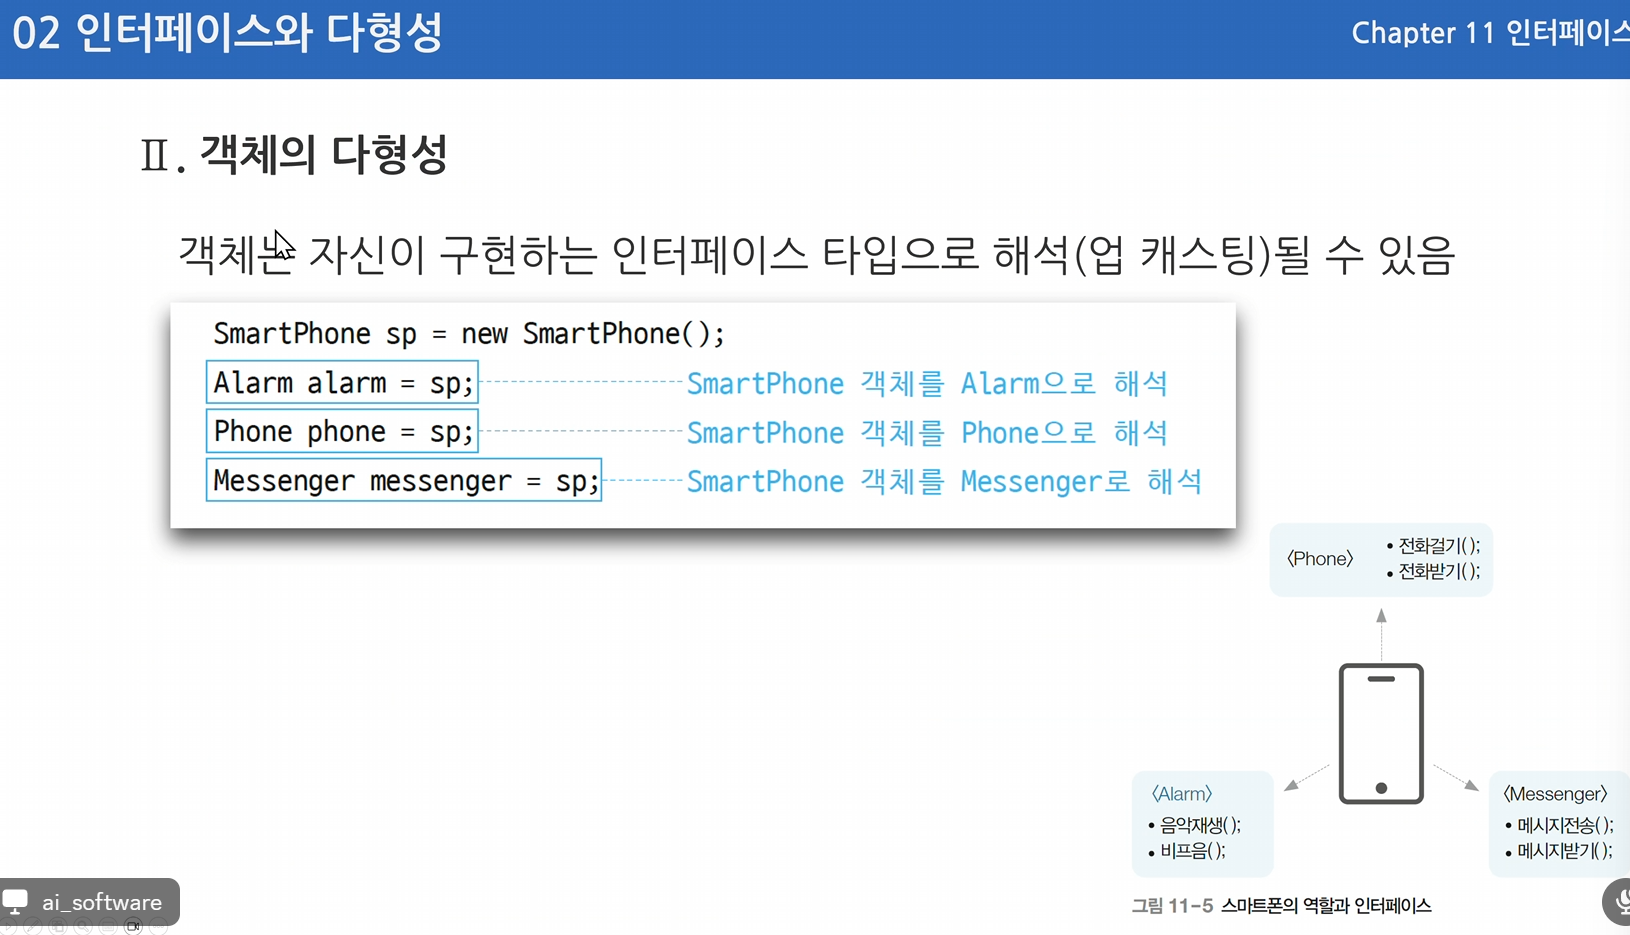 02 인터페이스와 다형성
Chapter 11 인터페이스
Ⅱ. 객체의 다형성
객체는 자신이 구현하는 인터페이스 타입으로 해석(업 캐스팅)될 수 있음
SmartPhone sp = new SmartPhone();
Alarm alarm = sp; SmartPhone 객체를 Alarm으로 해석
Phone phone = sp; SmartPhone 객체를 Phone으로 해석
Messenger messenger = sp; SmartPhone 객체를 Messenger로 해석
〈Phone〉
• 전화걸기( );
• 전화받기( );
〈Alarm〉
• 음악재생( );
• 비프음( );
〈Messenger〉
• 메시지전송( );
• 메시지받기( );
그림 11-5 스마트폰의 역할과 인터페이스
ai_software